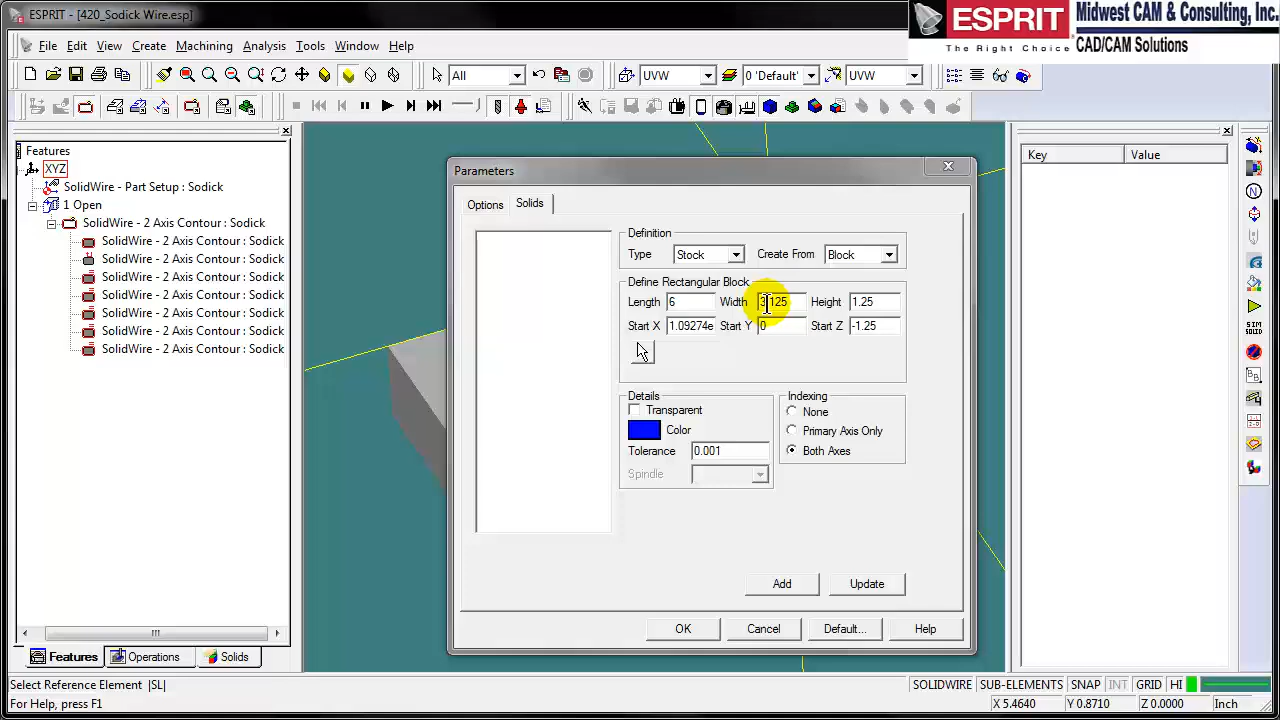 ESPRIT - [420_Sodick Wire.esp]
ESPRIT
The Right Choice
Midwest CAM & Consulting, Inc.
CAD/CAM Solutions
File Edit View Create Machining Analysis Tools Window Help
All UVW 0 'Default' UVW
Features
XYZ
SolidWire - Part Setup : Sodick
1 Open
SolidWire - 2 Axis Contour : Sodick
SolidWire - 2 Axis Contour : Sodick
SolidWire - 2 Axis Contour : Sodick
SolidWire - 2 Axis Contour : Sodick
SolidWire - 2 Axis Contour : Sodick
SolidWire - 2 Axis Contour : Sodick
SolidWire - 2 Axis Contour : Sodick
SolidWire - 2 Axis Contour : Sodick
Features Operations Solids
Parameters
Options Solids
Definition
Type Stock Create From Block
Define Rectangular Block
Length 6 Width 3.125 Height 1.25
Start X 1.09274e Start Y 0 Start Z -1.25
Details
Transparent
Color
Tolerance 0.001
Spindle
Indexing
None
Primary Axis Only
Both Axes
Add Update
OK Cancel Default... Help
Key Value
SIM
SOLID
Select Reference Element |SL|
SOLIDWIRE SUB-ELEMENTS SNAP INT GRID HI
For Help, press F1
X 5.4640 Y 0.8710 Z 0.0000 Inch